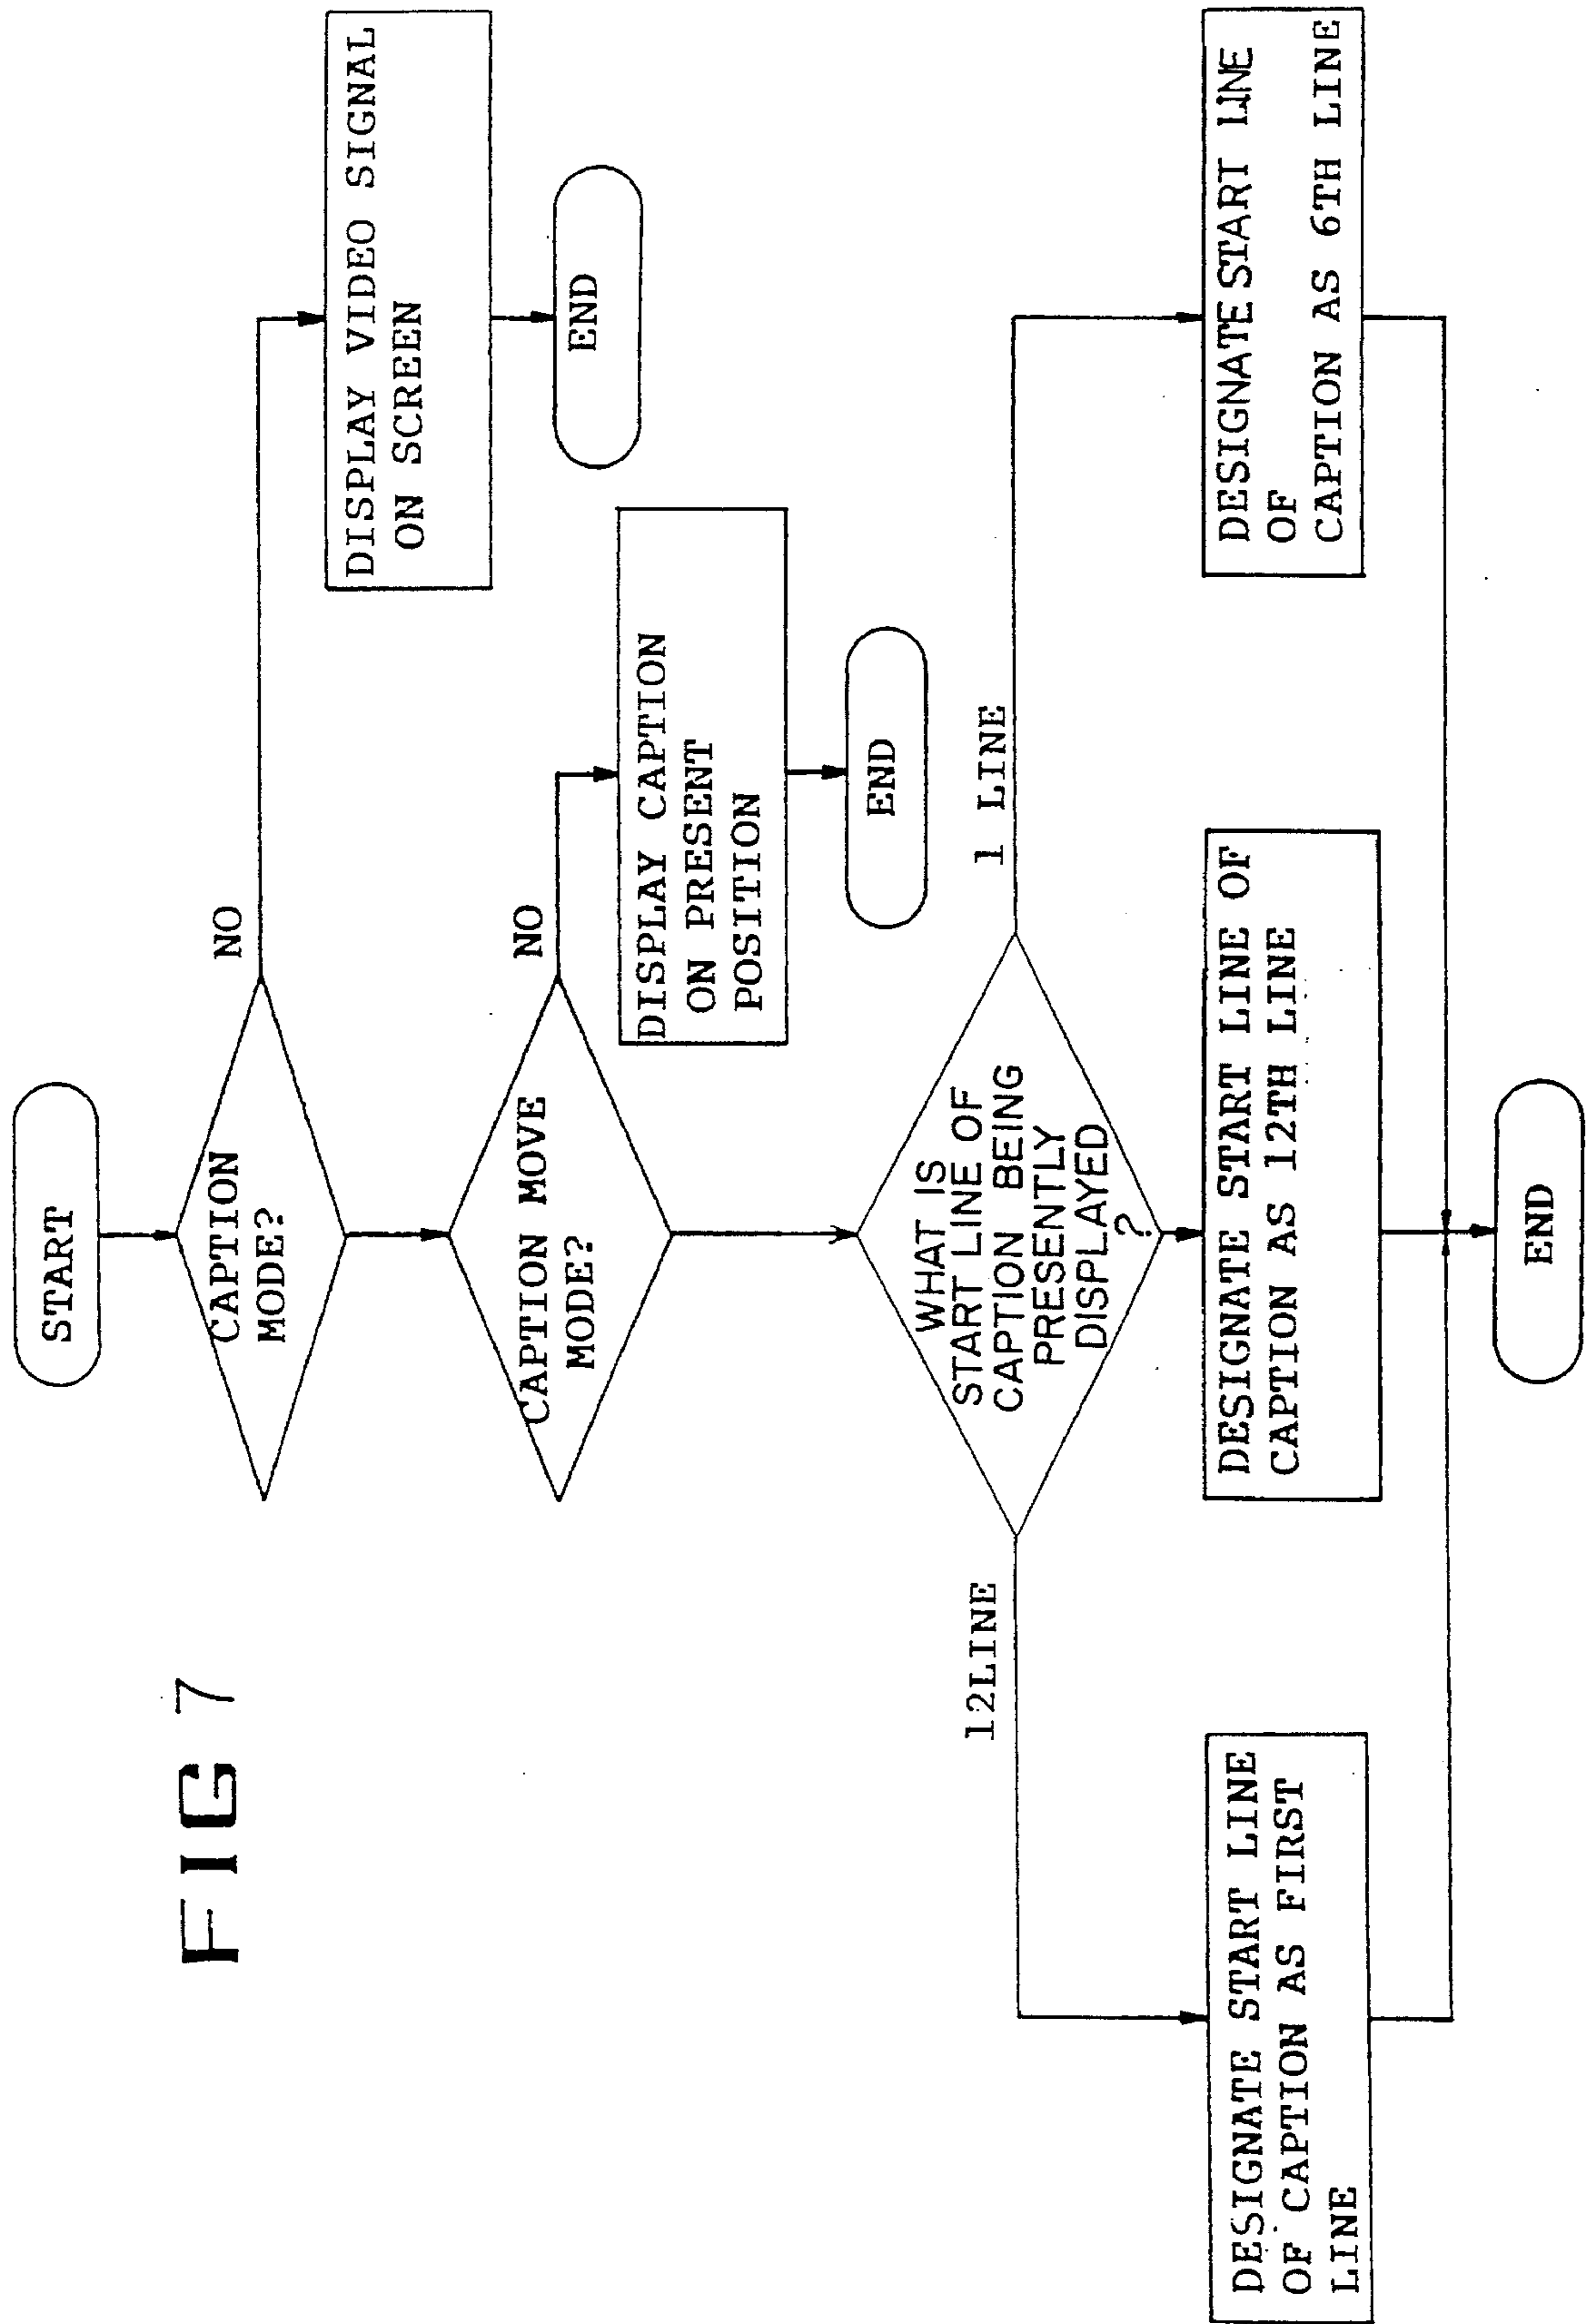 FIG 7
START
CAPTION
MODE?
NO
DISPLAY VIDEO SIGNAL
ON SCREEN
END
CAPTION MOVE
MODE?
NO
DISPLAY CAPTION
ON PRESENT
POSITION
END
WHAT IS
START LINE OF
CAPTION BEING
PRESENTLY
DISPLAYED
?
12LINE
1 LINE
DESIGNATE START LINE
OF CAPTION AS FIRST
LINE
DESIGNATE START LINE OF
CAPTION AS 12TH LINE
DESIGNATE START LINE
OF
CAPTION AS 6TH LINE
END